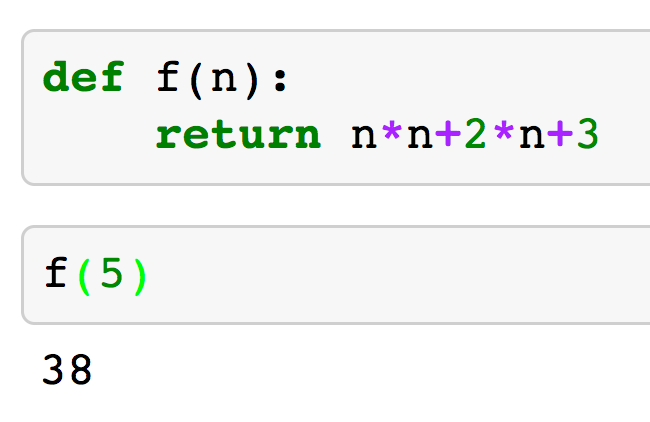 def f(n):
    return n*n+2*n+3
f(5)
38